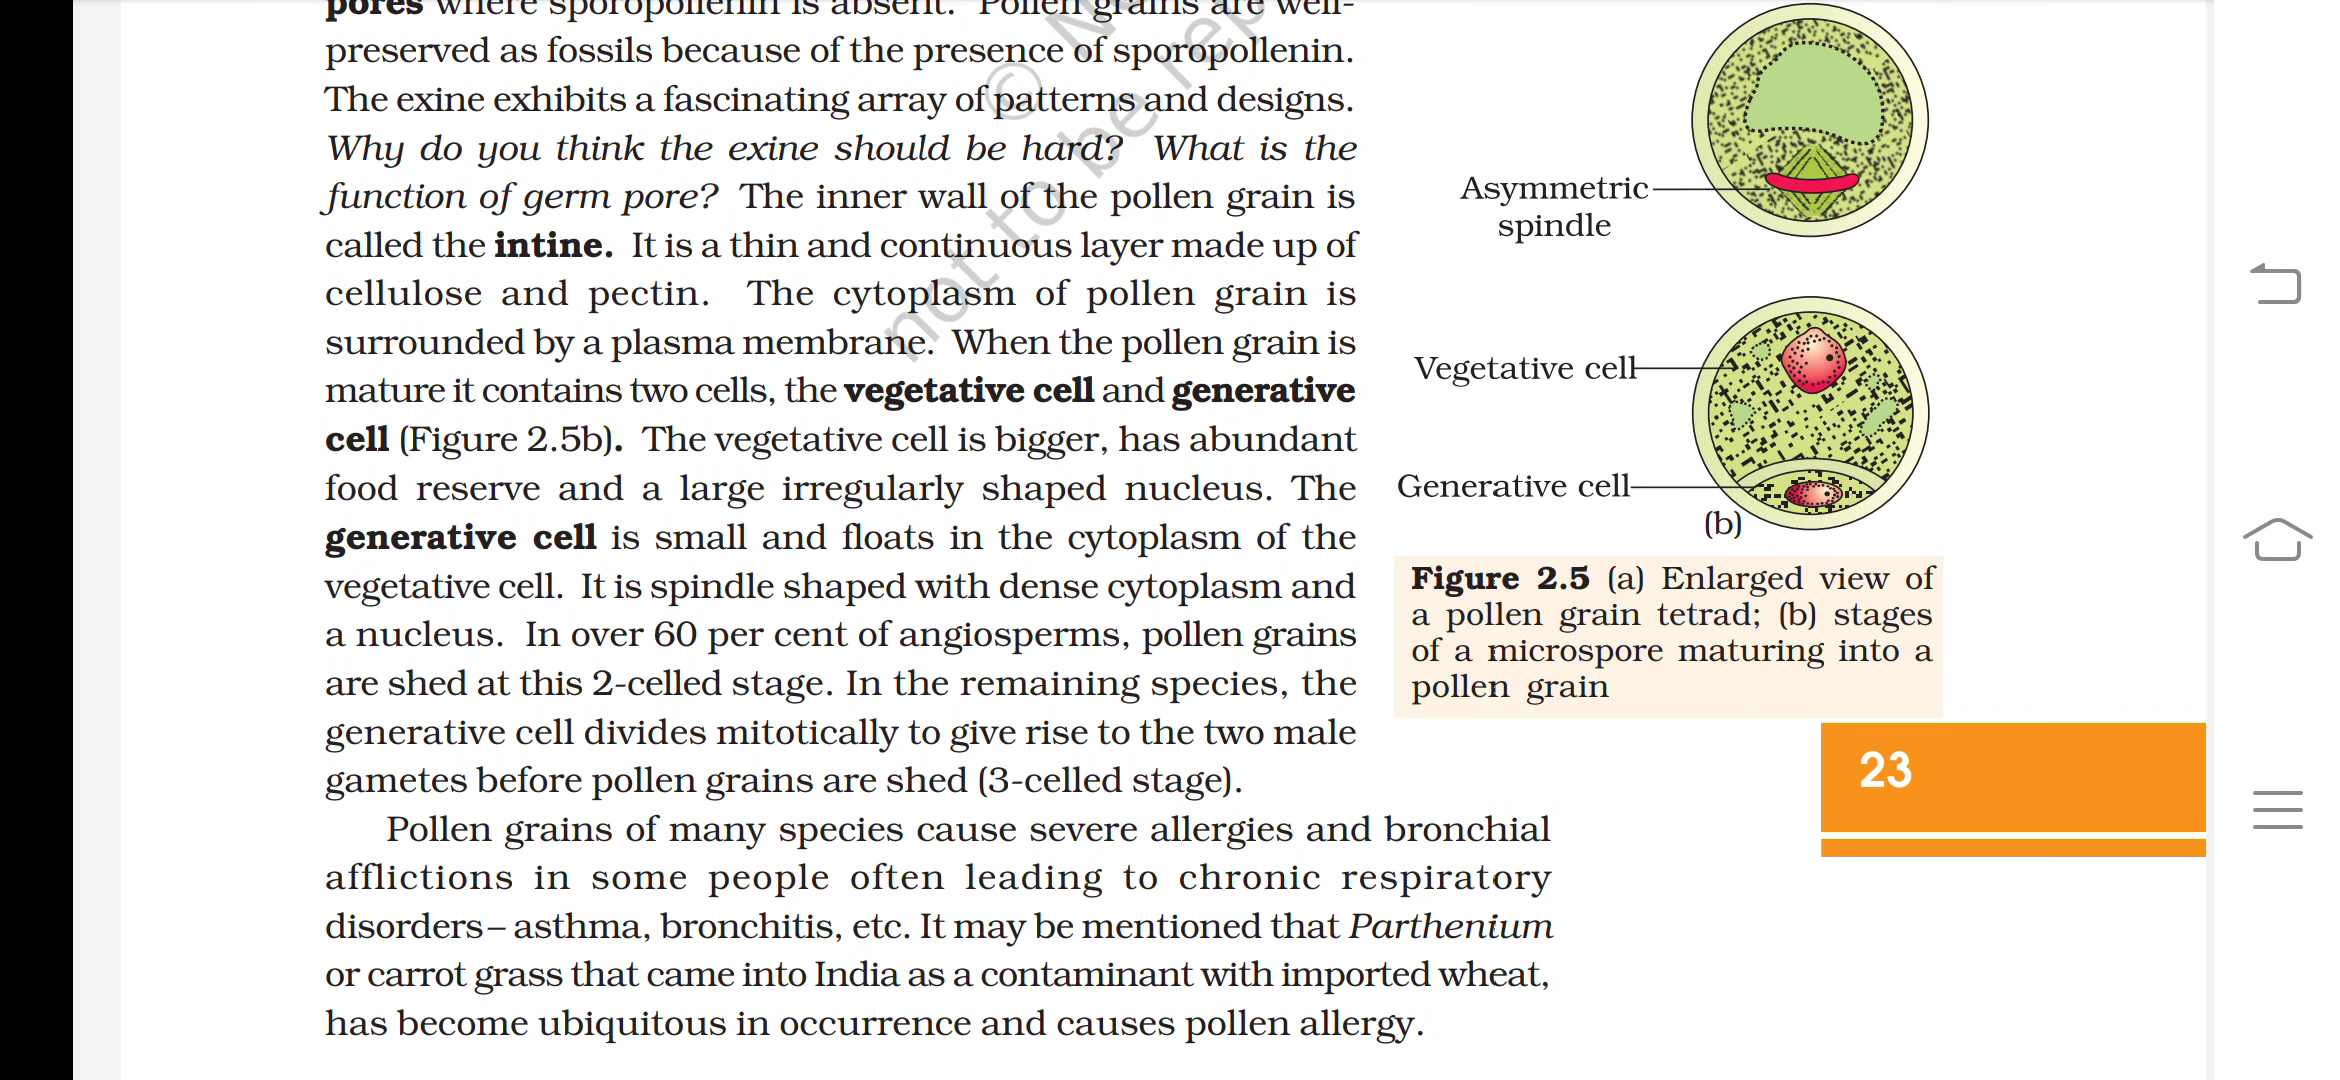 pores where sporopollenin is absent. Pollen grains are well-
preserved as fossils because of the presence of sporopollenin.
The exine exhibits a fascinating array of patterns and designs.
Why do you think the exine should be hard? What is the
function of germ pore? The inner wall of the pollen grain is
called the intine. It is a thin and continuous layer made up of
cellulose and pectin. The cytoplasm of pollen grain is
surrounded by a plasma membrane. When the pollen grain is
mature it contains two cells, the vegetative cell and generative
cell (Figure 2.5b). The vegetative cell is bigger, has abundant
food reserve and a large irregularly shaped nucleus. The
generative cell is small and floats in the cytoplasm of the
vegetative cell. It is spindle shaped with dense cytoplasm and
a nucleus. In over 60 per cent of angiosperms, pollen grains
are shed at this 2-celled stage. In the remaining species, the
generative cell divides mitotically to give rise to the two male
gametes before pollen grains are shed (3-celled stage).
Pollen grains of many species cause severe allergies and bronchial
afflictions in some people often leading to chronic respiratory
disorders– asthma, bronchitis, etc. It may be mentioned that Parthenium
or carrot grass that came into India as a contaminant with imported wheat,
has become ubiquitous in occurrence and causes pollen allergy.
Asymmetric
spindle
Vegetative cell
Generative cell
(b)
Figure 2.5 (a) Enlarged view of
a pollen grain tetrad; (b) stages
of a microspore maturing into a
pollen grain
23
©
not to be